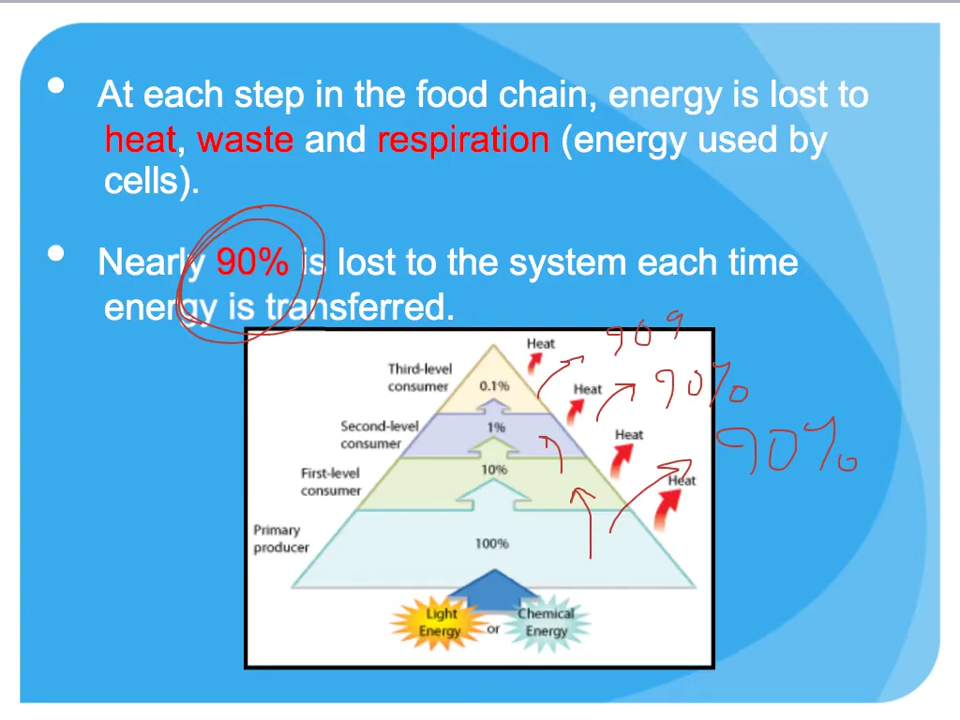 • At each step in the food chain, energy is lost to
heat, waste and respiration (energy used by
cells).
• Nearly 90% is lost to the system each time
energy is transferred.
Heat
909
Third-level
consumer
0.1%
Heat
90%
Second-level
consumer
1%
Heat
90%
First-level
consumer
10%
Heat
Primary
producer
100%
Light
Energy
or
Chemical
Energy